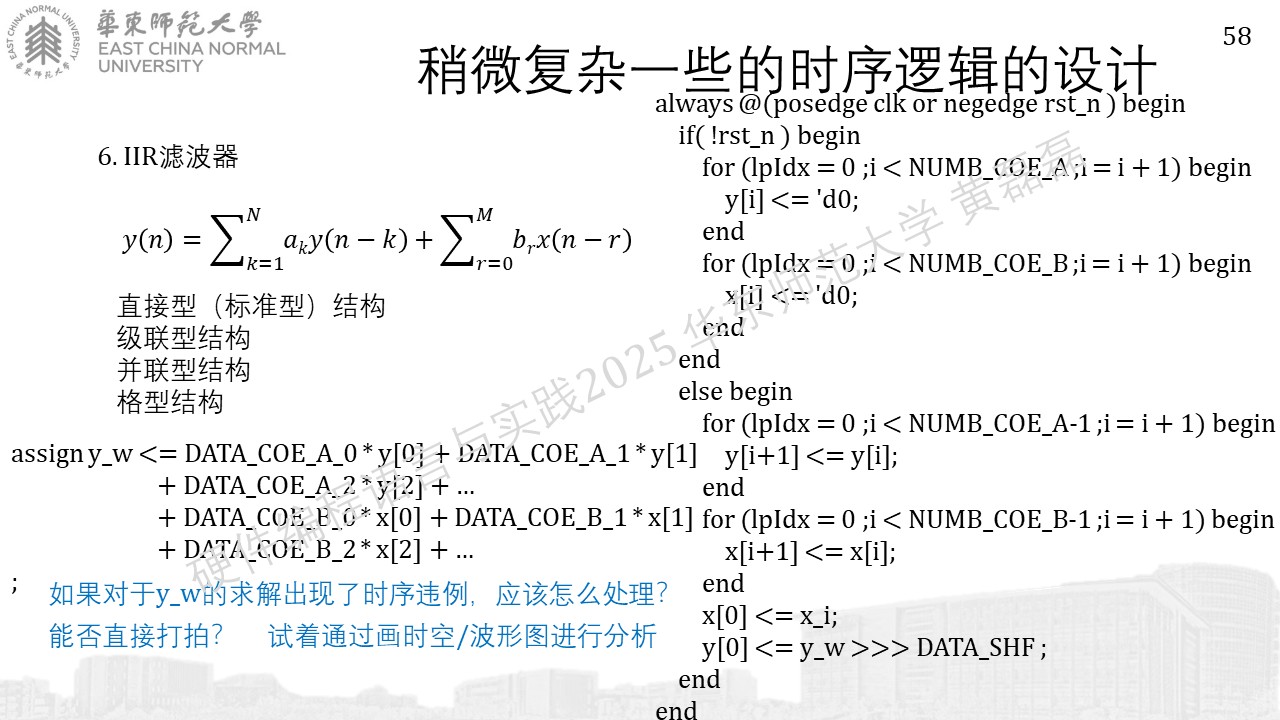 華東師範大學
EAST CHINA NORMAL
UNIVERSITY
EAST CHINA NORMAL UNIVERSITY
華東師範大學
58
稍微复杂一些的时序逻辑的设计
6. IIR滤波器
y(n) = ∑_{k=1}^{N} a_k y(n − k) + ∑_{r=0}^{M} b_r x(n − r)
直接型（标准型）结构
级联型结构
并联型结构
格型结构
assign y_w <= DATA_COE_A_0 * y[0] + DATA_COE_A_1 * y[1]
+ DATA_COE_A_2 * y[2] + ...
+ DATA_COE_B_0 * x[0] + DATA_COE_B_1 * x[1]
+ DATA_COE_B_2 * x[2] + ...
;
如果对于y_w的求解出现了时序违例，应该怎么处理？
能否直接打拍？ 试着通过画时空/波形图进行分析
always @(posedge clk or negedge rst_n ) begin
if( !rst_n ) begin
for (lpIdx = 0 ;i < NUMB_COE_A ;i = i + 1) begin
y[i] <= 'd0;
end
for (lpIdx = 0 ;i < NUMB_COE_B ;i = i + 1) begin
x[i] <= 'd0;
end
end
else begin
for (lpIdx = 0 ;i < NUMB_COE_A-1 ;i = i + 1) begin
y[i+1] <= y[i];
end
for (lpIdx = 0 ;i < NUMB_COE_B-1 ;i = i + 1) begin
x[i+1] <= x[i];
end
x[0] <= x_i;
y[0] <= y_w >>> DATA_SHF ;
end
end
硬件编程语言与实践2025 华东师范大学 黄磊磊